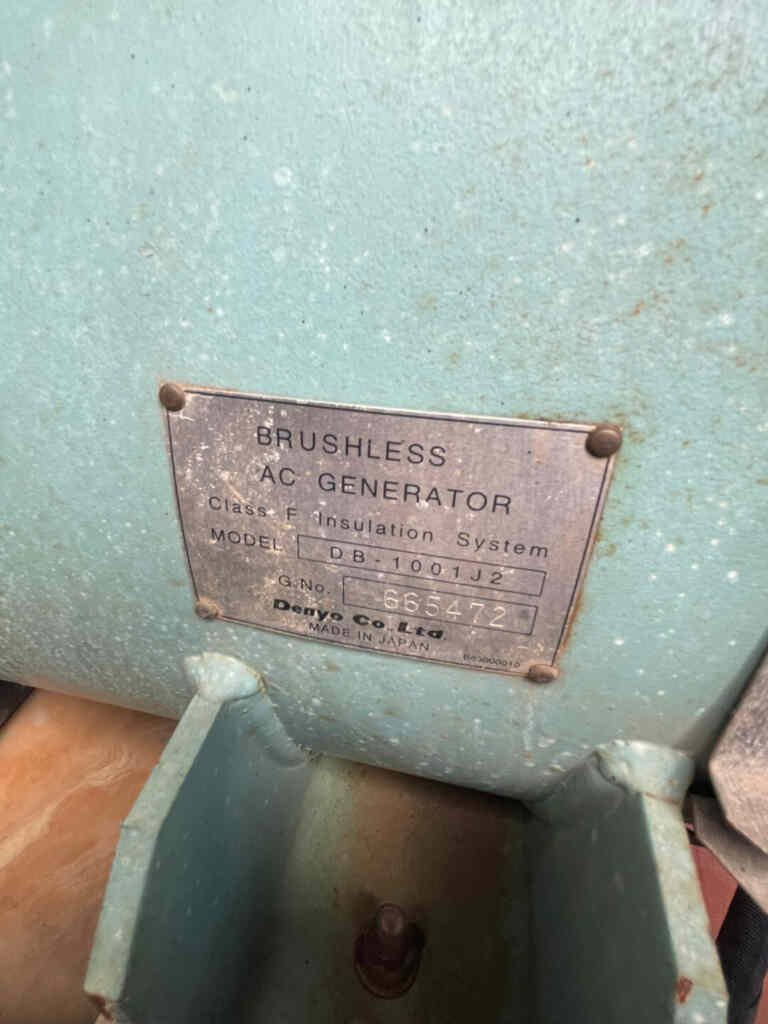 BRUSHLESS
AC GENERATOR
Class F Insulation System
MODEL DB-1001J2
G.No. 665472
Denyo Co.,Ltd.
MADE IN JAPAN